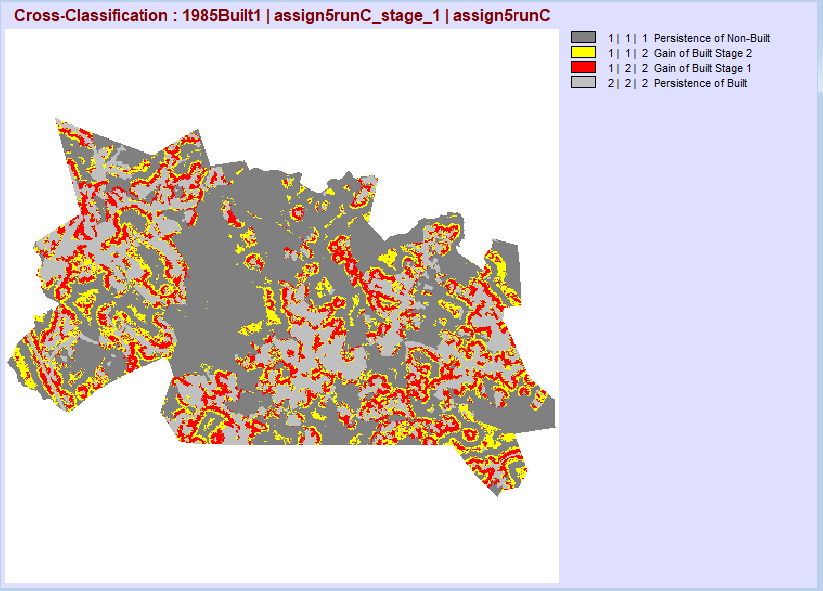 Cross-Classification : 1985Built1 | assign5runC_stage_1 | assign5runC
1 | 1 | 1 Persistence of Non-Built
1 | 1 | 2 Gain of Built Stage 2
1 | 2 | 2 Gain of Built Stage 1
2 | 2 | 2 Persistence of Built